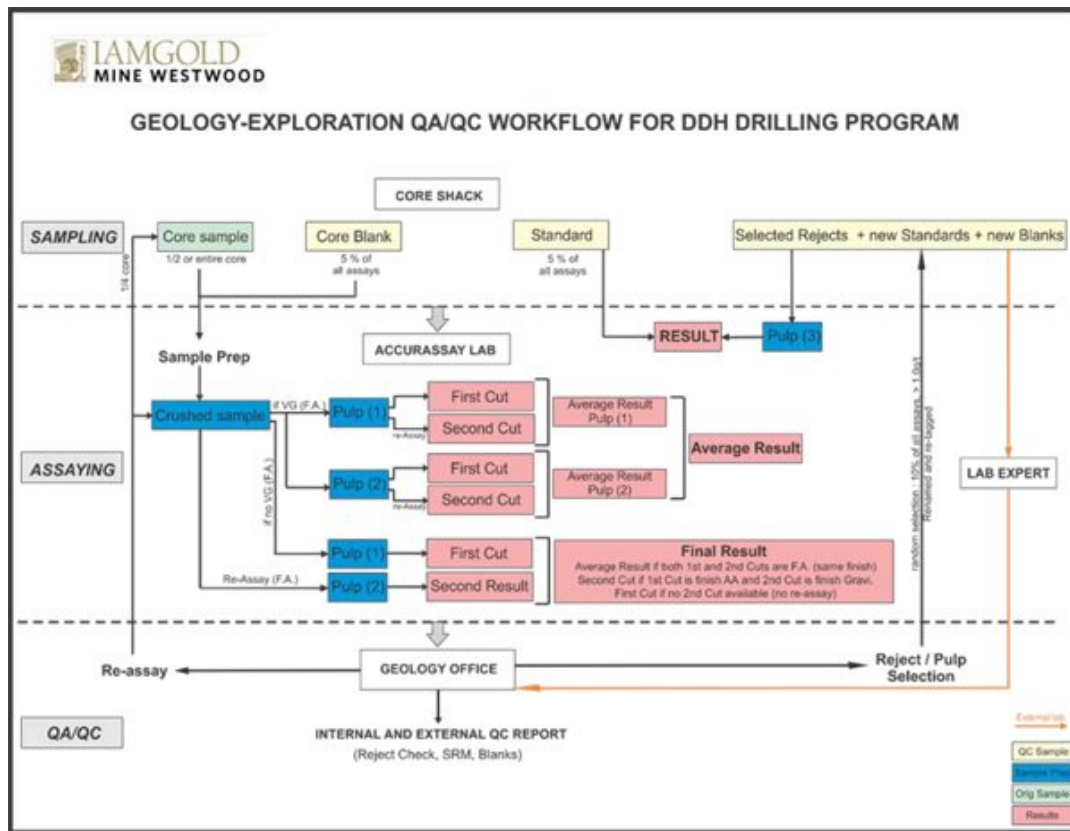 IAMGOLD
MINE WESTWOOD
GEOLOGY-EXPLORATION QA/QC WORKFLOW FOR DDH DRILLING PROGRAM
CORE SHACK
SAMPLING
Core sample
1/2 or entire core
Core Blank
5 % of
all assays
Standard
5 % of
all assays
Selected Rejects + new Standards + new Blanks
1/4 core
ACCURASSAY LAB
RESULT
Pulp (3)
Sample Prep
Crushed sample
if VG (F.A.)
Pulp (1)
First Cut
re-Assay
Second Cut
Average Result
Pulp (1)
Average Result
ASSAYING
if no VG (F.A.)
Pulp (2)
First Cut
re-Assay
Second Cut
Average Result
Pulp (2)
LAB EXPERT
random selection : 10% of all assays, > 1.0g/t
Renamed and re-tagged
Pulp (1)
First Cut
Re-Assay (F.A.)
Pulp (2)
Second Result
Final Result
Average Result if both 1st and 2nd Cuts are F.A. (same finish)
Second Cut if 1st Cut is finish AA and 2nd Cut is finish Gravi.
First Cut if no 2nd Cut available (no re-assay)
Re-assay
GEOLOGY OFFICE
Reject / Pulp
Selection
QA/QC
INTERNAL AND EXTERNAL QC REPORT
(Reject Check, SRM, Blanks)
External lab
QC Sample
Sample Prep
Orig Sample
Results